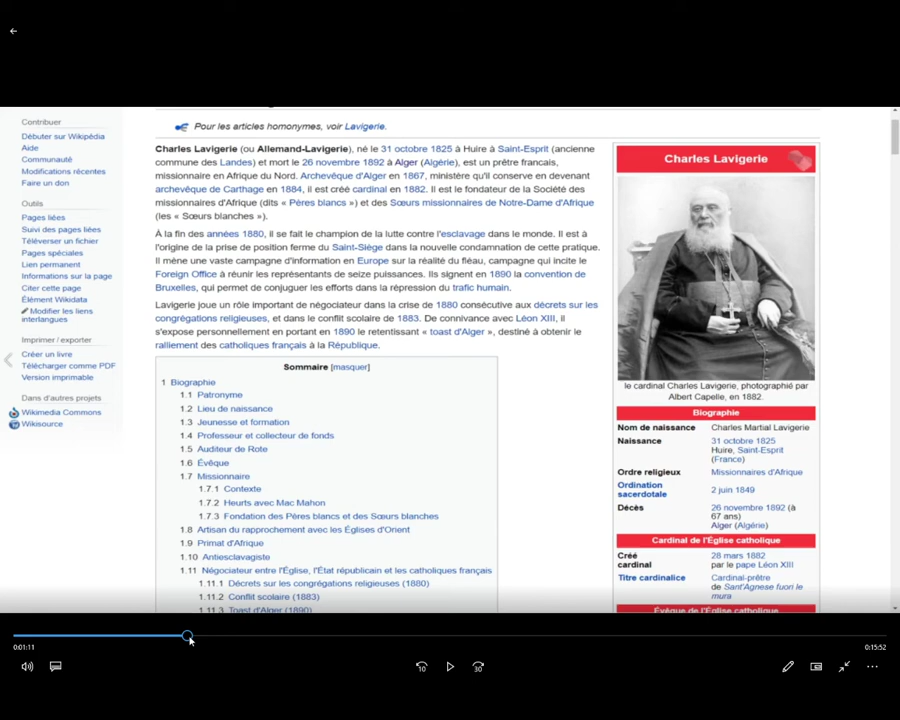 Pour les articles homonymes, voir Lavigerie.
Contribuer
Débuter sur Wikipédia
Aide
Communauté
Modifications récentes
Faire un don
Outils
Pages liées
Suivi des pages liées
Téléverser un fichier
Pages spéciales
Lien permanent
Informations sur la page
Citer cette page
Élément Wikidata
Modifier les liens
interlangues
Imprimer / exporter
Créer un livre
Télécharger comme PDF
Version imprimable
Dans d'autres projets
Wikimedia Commons
Wikisource
Charles Lavigerie (ou Allemand-Lavigerie), né le 31 octobre 1825 à Huire à Saint-Esprit (ancienne
commune des Landes) et mort le 26 novembre 1892 à Alger (Algérie), est un prêtre francais,
missionnaire en Afrique du Nord. Archevêque d'Alger en 1867, ministère qu'il conserve en devenant
archevêque de Carthage en 1884, il est créé cardinal en 1882. Il est le fondateur de la Société des
missionnaires d'Afrique (dits « Pères blancs ») et des Sœurs missionnaires de Notre-Dame d'Afrique
(les « Sœurs blanches »).
À la fin des années 1880, il se fait le champion de la lutte contre l'esclavage dans le monde. Il est à
l'origine de la prise de position ferme du Saint-Siège dans la nouvelle condamnation de cette pratique.
Il mène une vaste campagne d'information en Europe sur la réalité du fléau, campagne qui incite le
Foreign Office à réunir les représentants de seize puissances. Ils signent en 1890 la convention de
Bruxelles, qui permet de conjuguer les efforts dans la répression du trafic humain.
Lavigerie joue un rôle important de négociateur dans la crise de 1880 consécutive aux décrets sur les
congrégations religieuses, et dans le conflit scolaire de 1883. De connivance avec Léon XIII, il
s'expose personnellement en portant en 1890 le retentissant « toast d'Alger », destiné à obtenir le
ralliement des catholiques français à la République.
Sommaire [masquer]
1 Biographie
1.1 Patronyme
1.2 Lieu de naissance
1.3 Jeunesse et formation
1.4 Professeur et collecteur de fonds
1.5 Auditeur de Rote
1.6 Évêque
1.7 Missionnaire
1.7.1 Contexte
1.7.2 Heurts avec Mac Mahon
1.7.3 Fondation des Pères blancs et des Sœurs blanches
1.8 Artisan du rapprochement avec les Églises d'Orient
1.9 Primat d'Afrique
1.10 Antiesclavagiste
1.11 Négociateur entre l'Église, l'État républicain et les catholiques français
1.11.1 Décrets sur les congrégations religieuses (1880)
1.11.2 Conflit scolaire (1883)
1.11.3 Toast d'Alger (1890)
Charles Lavigerie
le cardinal Charles Lavigerie, photographié par
Albert Capelle, en 1882.
Biographie
Nom de naissance Charles Martial Lavigerie
Naissance 31 octobre 1825
Huire, Saint-Esprit
(France)
Ordre religieux Missionnaires d'Afrique
Ordination
sacerdotale 2 juin 1849
Décès 26 novembre 1892 (à
67 ans)
Alger (Algérie)
Cardinal de l'Église catholique
Créé
cardinal 28 mars 1882
par le pape Léon XIII
Titre cardinalice Cardinal-prêtre
de Sant'Agnese fuori le
mura
Évêque de l'Église catholique
0:01:11
0:15:52
10
30